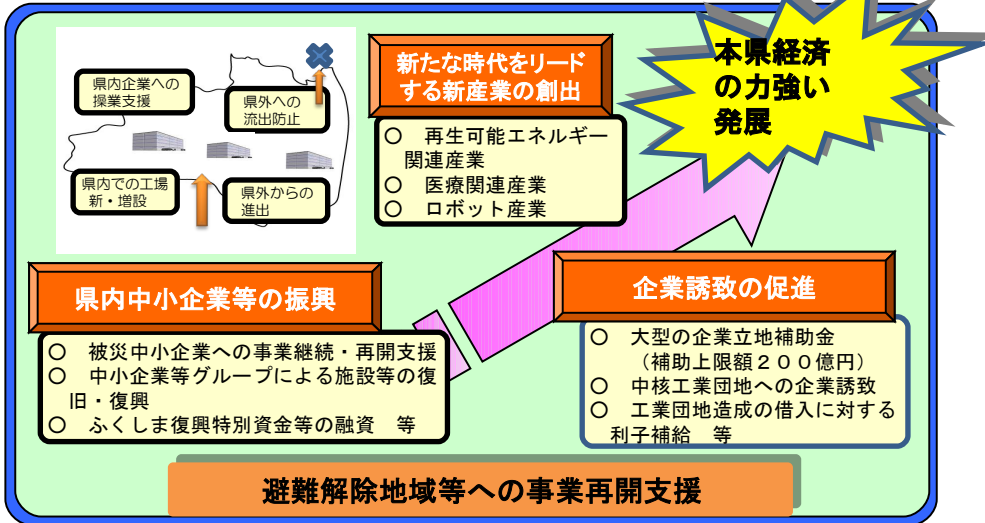 県内企業への
操業支援
県外への
流出防止
県内での工場
新・増設
県外からの
進出
新たな時代をリード
する新産業の創出
○　再生可能エネルギー
関連産業
○　医療関連産業
○　ロボット産業
本県経済
の力強い
発展
県内中小企業等の振興
○　被災中小企業への事業継続・再開支援
○　中小企業等グループによる施設等の復
旧・復興
○　ふくしま復興特別資金等の融資　等
企業誘致の促進
○　大型の企業立地補助金
（補助上限額２００億円）
○　中核工業団地への企業誘致
○　工業団地造成の借入に対する
利子補給　等
避難解除地域等への事業再開支援